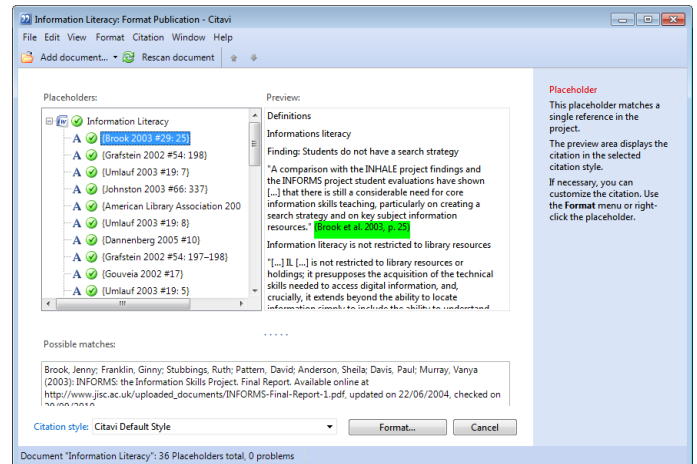 Information Literacy: Format Publication - Citavi
File Edit View Format Citation Window Help
Add document... Rescan document
Placeholders:
Information Literacy
{Brook 2003 #29: 25}
{Grafstein 2002 #54: 198}
{Umlauf 2003 #19: 7}
{Johnston 2003 #66: 337}
{American Library Association 200
{Umlauf 2003 #19: 8}
{Dannenberg 2005 #10}
{Grafstein 2002 #54: 197–198}
{Gouveia 2002 #17}
{Umlauf 2003 #19: 5}
Preview:
Definitions
Informations literacy
Finding: Students do not have a search strategy
"A comparison with the INHALE project findings and
the INFORMS project student evaluations have shown
[...] that there is still a considerable need for core
information skills teaching, particularly on creating a
search strategy and on key subject information
resources." (Brook et al. 2003, p. 25)
Information literacy is not restricted to library resources
"[...] IL [...] is not restricted to library resources or
holdings; it presupposes the acquisition of the technical
skills needed to access digital information, and,
crucially, it extends beyond the ability to locate
information simply to include the ability to understand
Placeholder
This placeholder matches a
single reference in the
project.
The preview area displays the
citation in the selected
citation style.
If necessary, you can
customize the citation. Use
the Format menu or right-
click the placeholder.
Possible matches:
Brook, Jenny; Franklin, Ginny; Stubbings, Ruth; Pattern, David; Anderson, Sheila; Davis, Paul; Murray, Vanya
(2003): INFORMS: the Information Skills Project. Final Report. Available online at
http://www.jisc.ac.uk/uploaded_documents/INFORMS-Final-Report-1.pdf, updated on 22/06/2004, checked on
Citation style: Citavi Default Style
Format...
Cancel
Document "Information Literacy": 36 Placeholders total, 0 problems